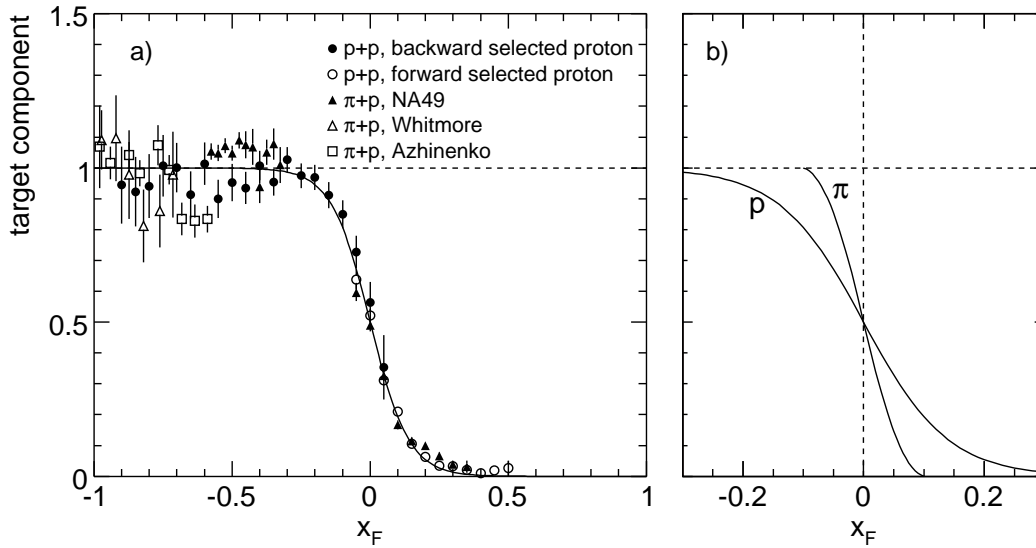 target component
a)
p+p, backward selected proton
p+p, forward selected proton
π+p, NA49
π+p, Whitmore
π+p, Azhinenko
1.5
1
0.5
0
-1
-0.5
0
0.5
1
x_F
b)
p
π
-0.2
0
0.2
x_F